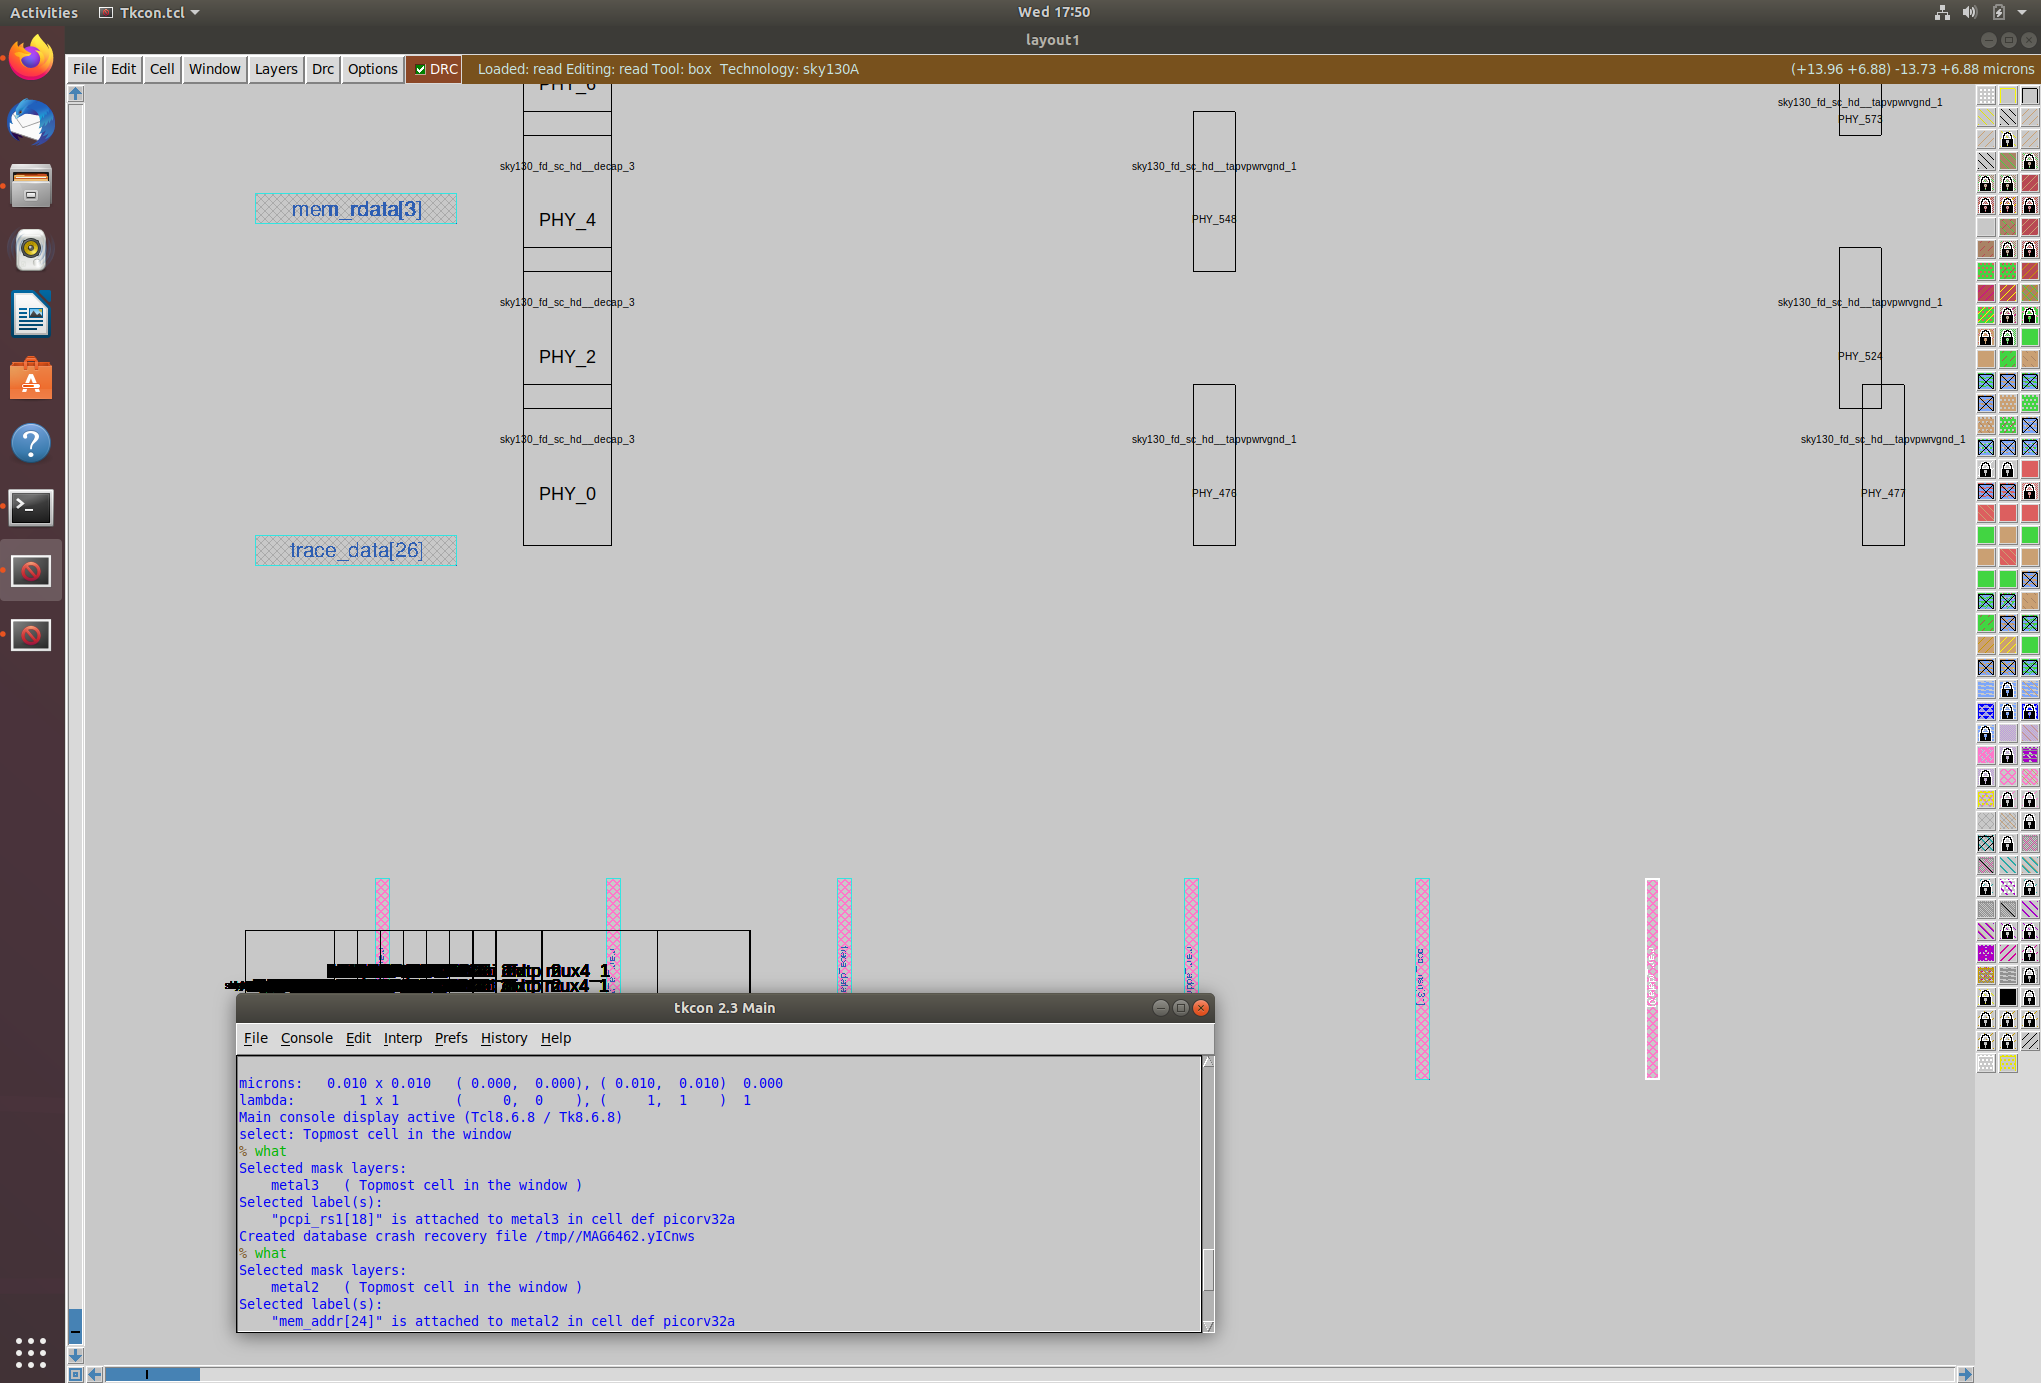 Activities Tkcon.tcl Wed 17:50
layout1
File Edit Cell Window Layers Drc Options DRC Loaded: read Editing: read Tool: box Technology: sky130A (+13.96 +6.88) -13.73 +6.88 microns
PHY_6
sky130_fd_sc_hd__tapvpwrvgnd_1
PHY_573
sky130_fd_sc_hd__decap_3
sky130_fd_sc_hd__tapvpwrvgnd_1
mem_rdata[3]
PHY_4
PHY_548
sky130_fd_sc_hd__decap_3
sky130_fd_sc_hd__tapvpwrvgnd_1
PHY_2
PHY_524
sky130_fd_sc_hd__decap_3
sky130_fd_sc_hd__tapvpwrvgnd_1
sky130_fd_sc_hd__tapvpwrvgnd_1
PHY_0
PHY_476
PHY_477
trace_data[26]
tkcon 2.3 Main
File Console Edit Interp Prefs History Help
microns: 0.010 x 0.010 ( 0.000, 0.000), ( 0.010, 0.010) 0.000
lambda: 1 x 1 ( 0, 0 ), ( 1, 1 ) 1
Main console display active (Tcl8.6.8 / Tk8.6.8)
select: Topmost cell in the window
% what
Selected mask layers:
metal3 ( Topmost cell in the window )
Selected label(s):
"pcpi_rs1[18]" is attached to metal3 in cell def picorv32a
Created database crash recovery file /tmp//MAG6462.yICnws
% what
Selected mask layers:
metal2 ( Topmost cell in the window )
Selected label(s):
"mem_addr[24]" is attached to metal2 in cell def picorv32a